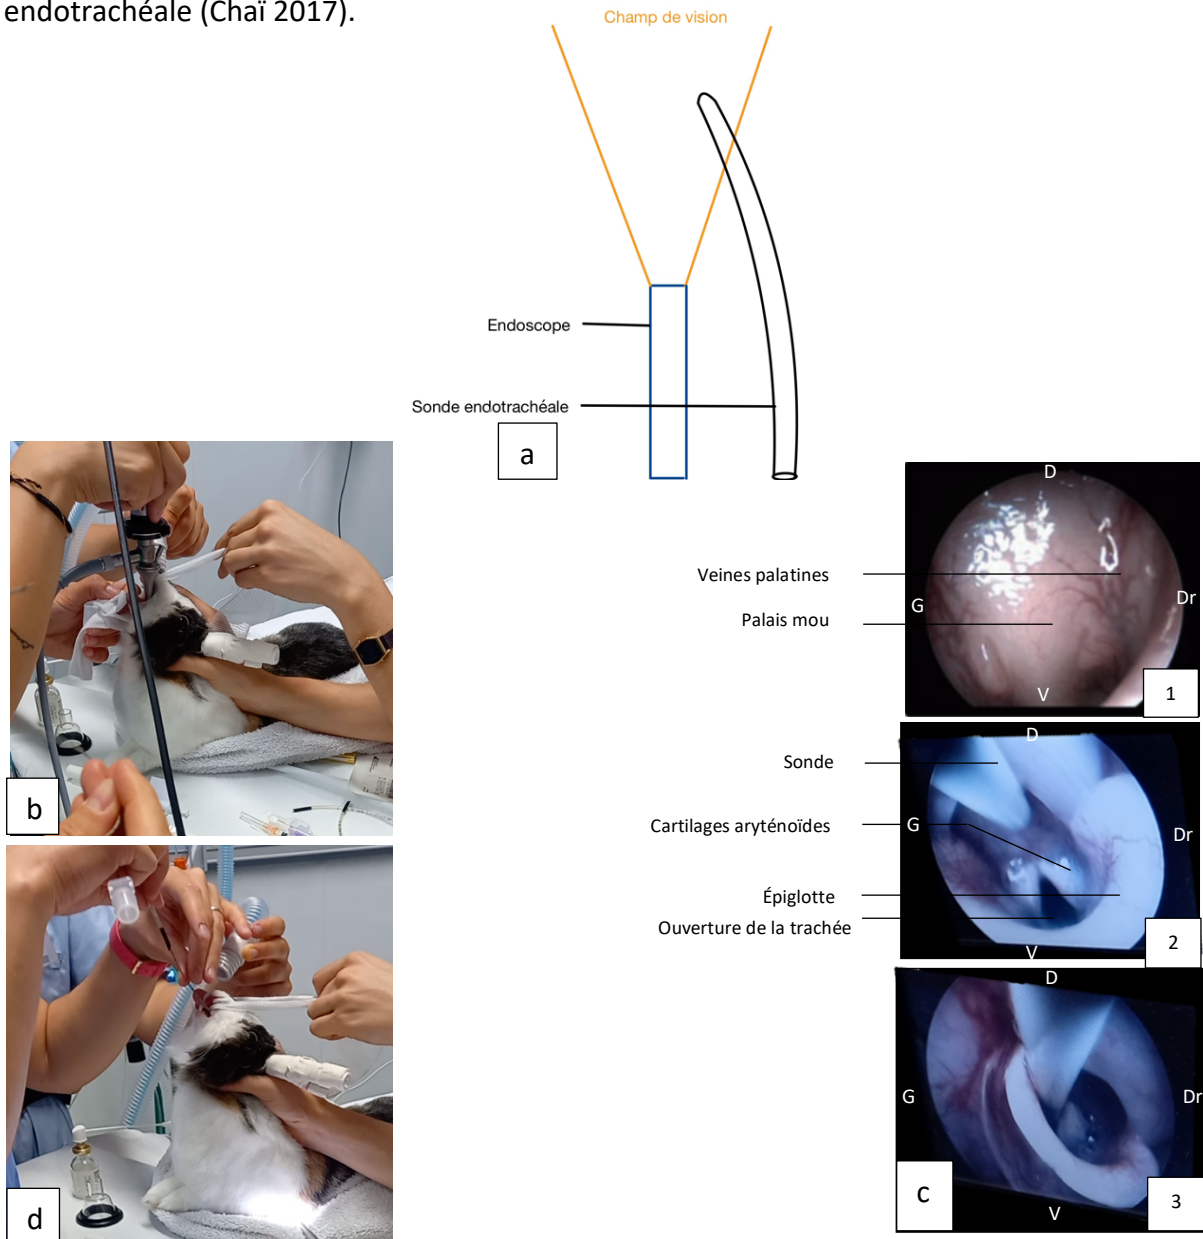 endotrachéale (Chaï 2017).
Champ de vision
Endoscope
Sonde endotrachéale
a
b
d
Veines palatines
Palais mou
D
G
Dr
V
1
Sonde
Cartilages aryténoïdes
Épiglotte
Ouverture de la trachée
D
G
Dr
V
2
D
G
Dr
V
c
3